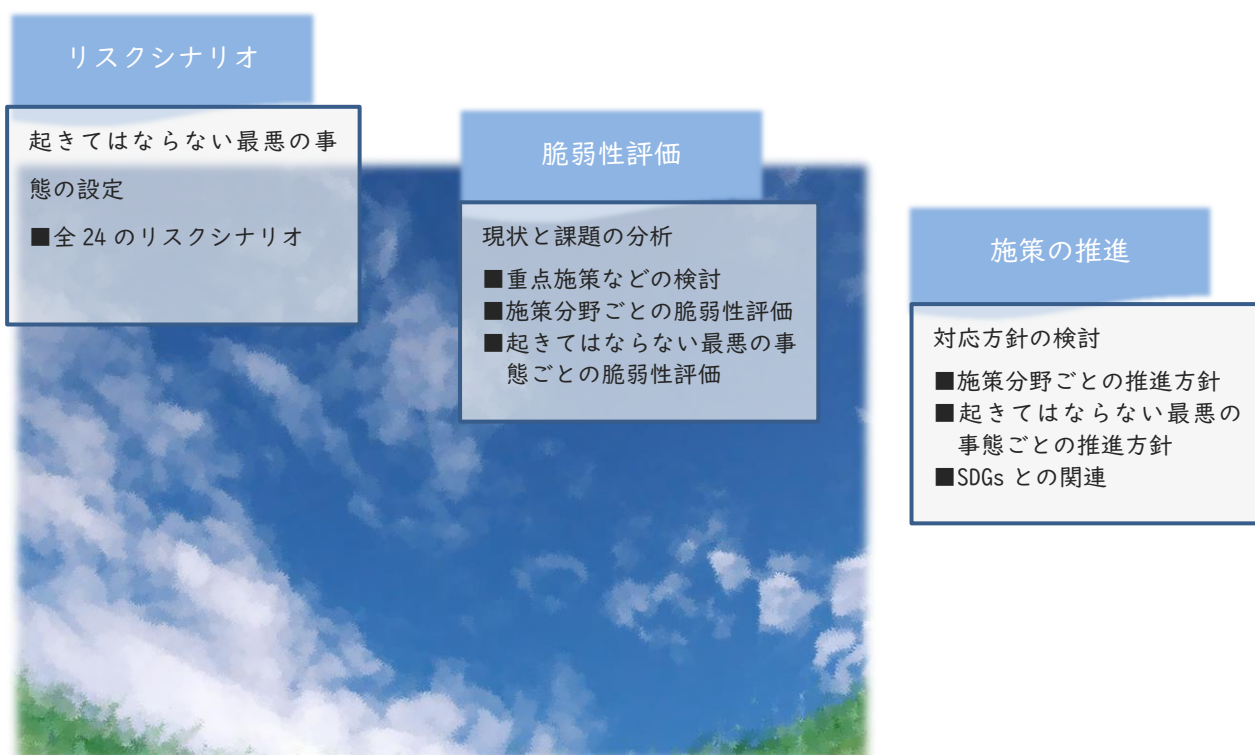 リスクシナリオ
起きてはならない最悪の事
態の設定
■全24のリスクシナリオ
脆弱性評価
現状と課題の分析
■重点施策などの検討
■施策分野ごとの脆弱性評価
■起きてはならない最悪の事
態ごとの脆弱性評価
施策の推進
対応方針の検討
■施策分野ごとの推進方針
■起きてはならない最悪の
事態ごとの推進方針
■SDGs との関連